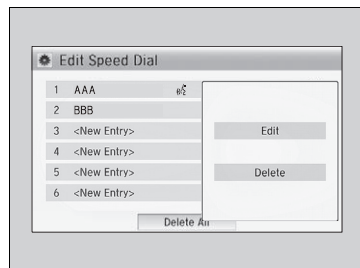 Edit Speed Dial
1 AAA
2 BBB
3 <New Entry>
4 <New Entry>
5 <New Entry>
6 <New Entry>
Edit
Delete
Delete All